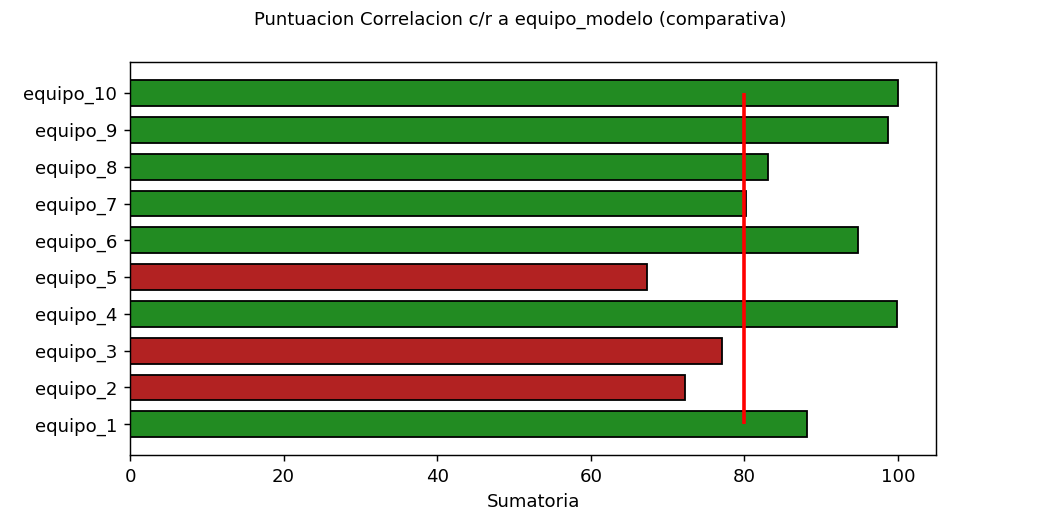 Puntuacion Correlacion c/r a equipo_modelo (comparativa)
equipo_10
equipo_9
equipo_8
equipo_7
equipo_6
equipo_5
equipo_4
equipo_3
equipo_2
equipo_1
0 20 40 60 80 100
Sumatoria